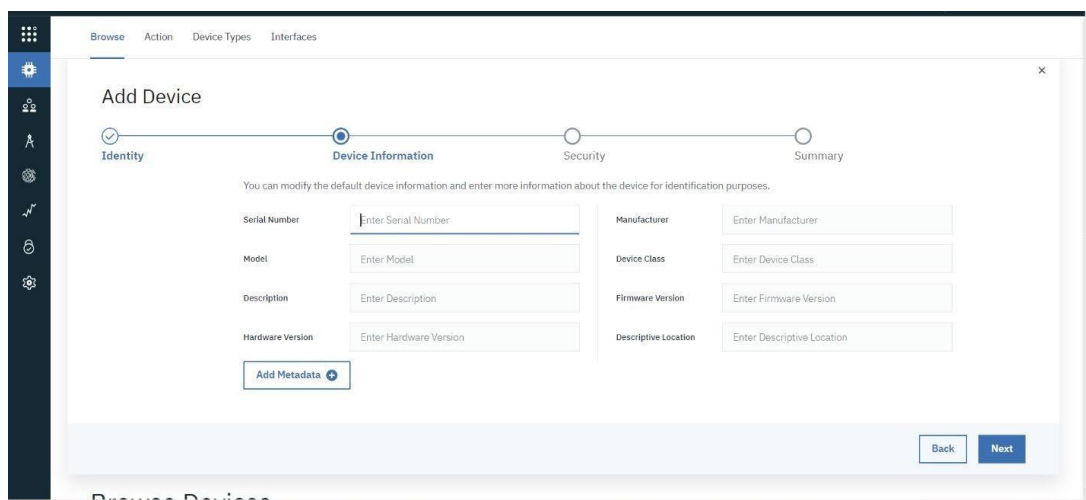 Browse Action Device Types Interfaces
Add Device
Identity Device Information Security Summary
You can modify the default device information and enter more information about the device for identification purposes.
Serial Number Enter Serial Number Manufacturer Enter Manufacturer
Model Enter Model Device Class Enter Device Class
Description Enter Description Firmware Version Enter Firmware Version
Hardware Version Enter Hardware Version Descriptive Location Enter Descriptive Location
Add Metadata
Back Next
Browse Devices